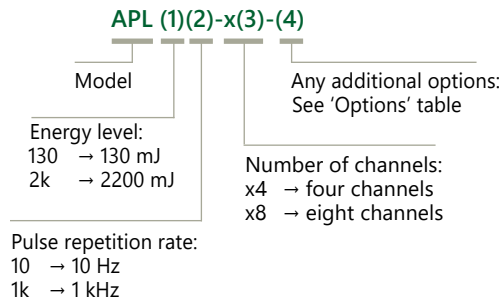 APL (1)(2)-x(3)-(4)
Model
Any additional options:
See ‘Options’ table
Energy level:
130 → 130 mJ
2k → 2200 mJ
Number of channels:
x4 → four channels
x8 → eight channels
Pulse repetition rate:
10 → 10 Hz
1k → 1 kHz